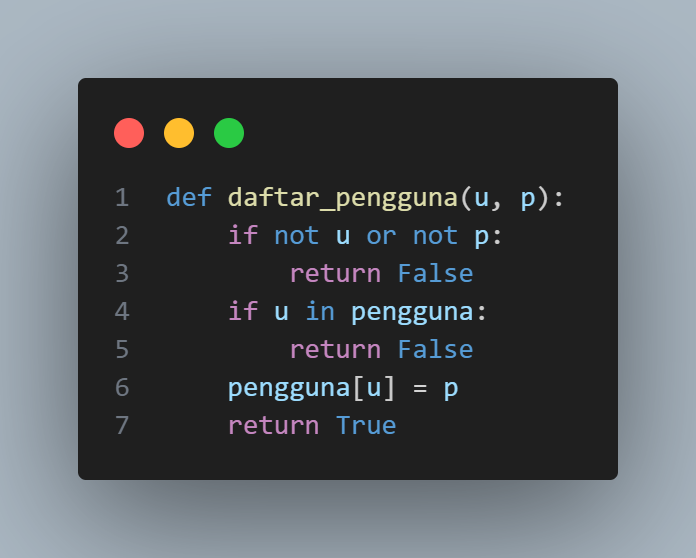 1 def daftar_pengguna(u, p):
2     if not u or not p:
3         return False
4     if u in pengguna:
5         return False
6     pengguna[u] = p
7     return True